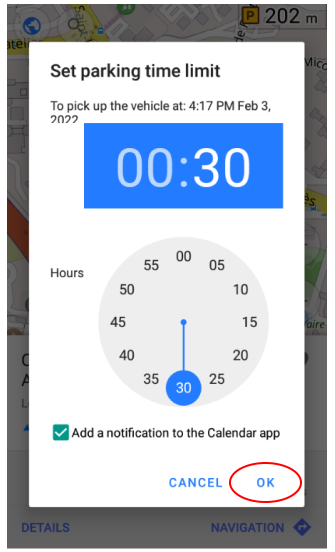 P 202 m
Set parking time limit
To pick up the vehicle at: 4:17 PM Feb 3,
2022
00:30
Hours
00
55 05
50 10
45 15
40 20
35 25
30
Add a notification to the Calendar app
CANCEL OK
DETAILS NAVIGATION